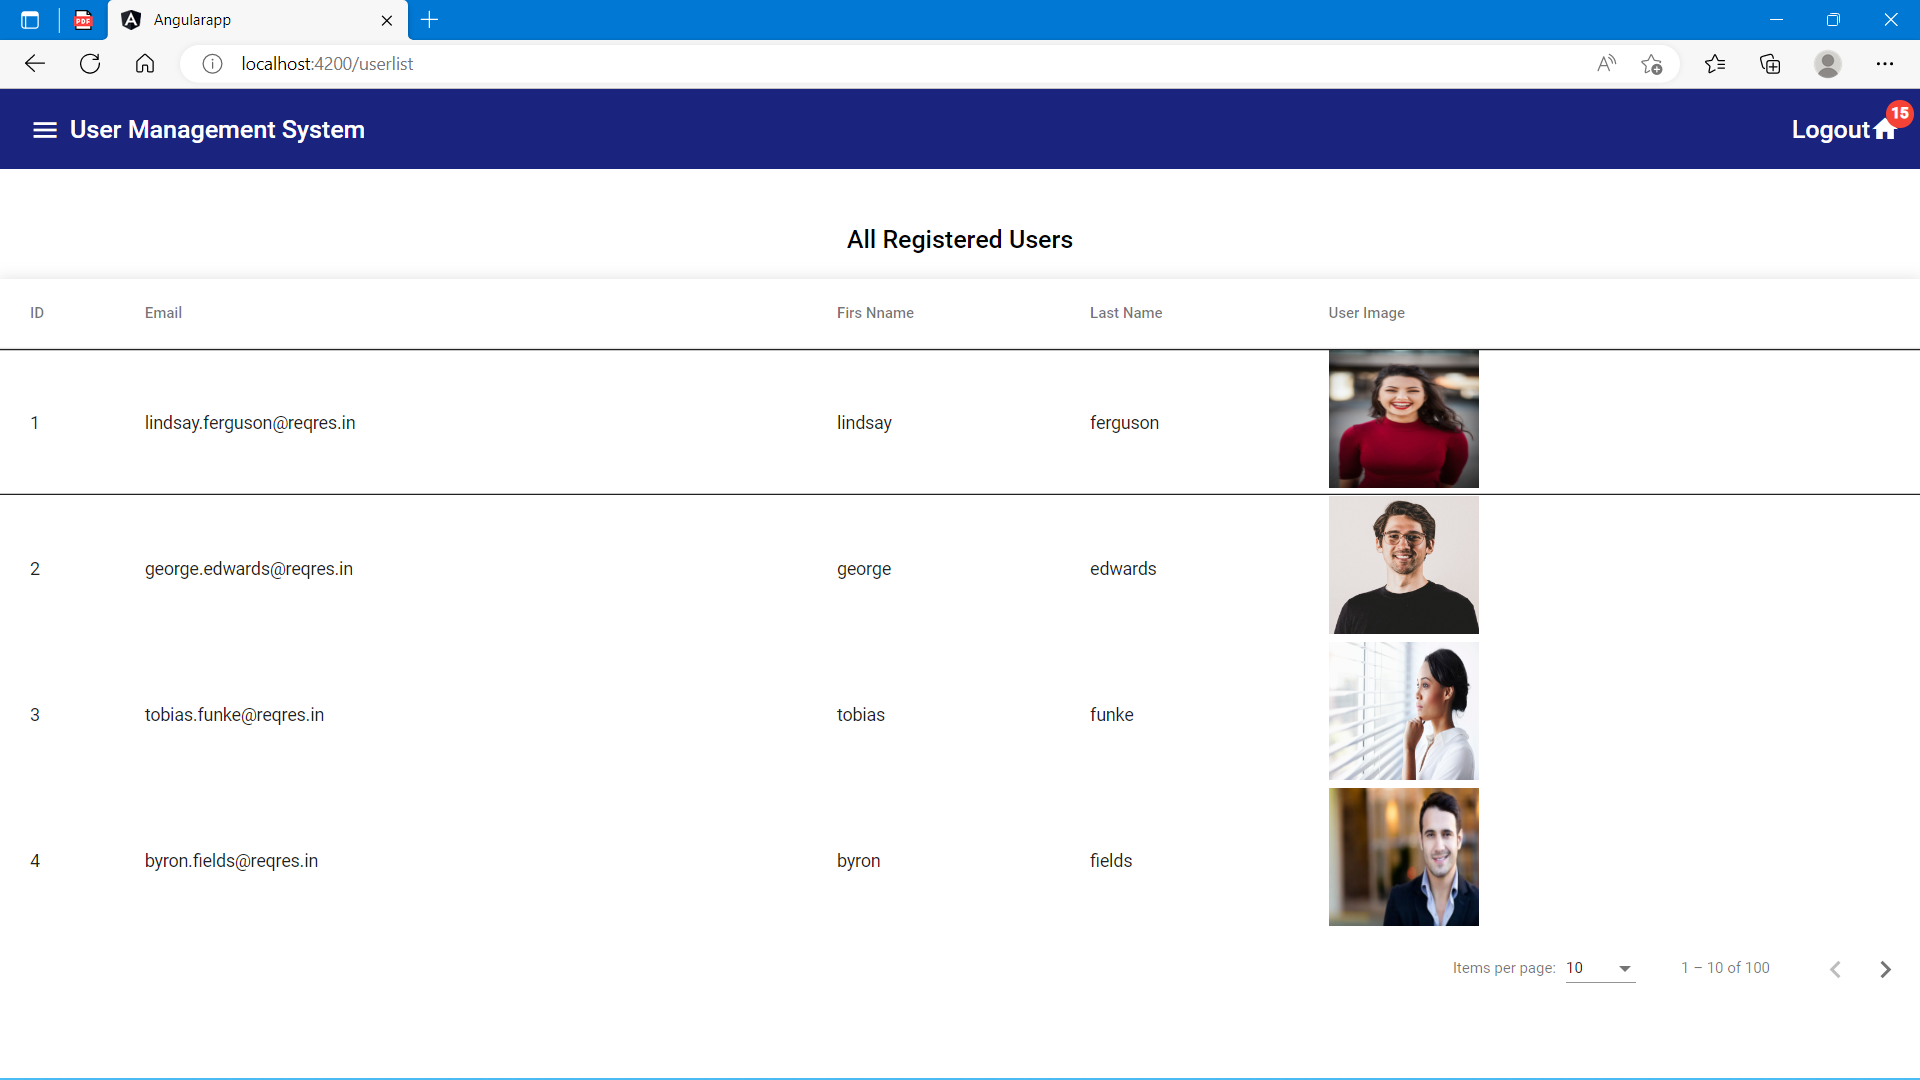 PDF
Angularapp
localhost:4200/userlist
User Management System
Logout
15
All Registered Users
ID Email Firs Nname Last Name User Image
1 lindsay.ferguson@reqres.in lindsay ferguson
2 george.edwards@reqres.in george edwards
3 tobias.funke@reqres.in tobias funke
4 byron.fields@reqres.in byron fields
Items per page: 10 1 – 10 of 100